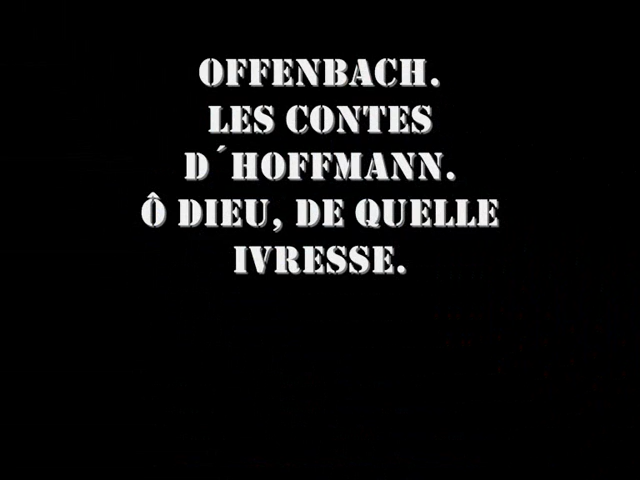 OFFENBACH.
LES CONTES
D´HOFFMANN.
Ô DIEU, DE QUELLE
IVRESSE.